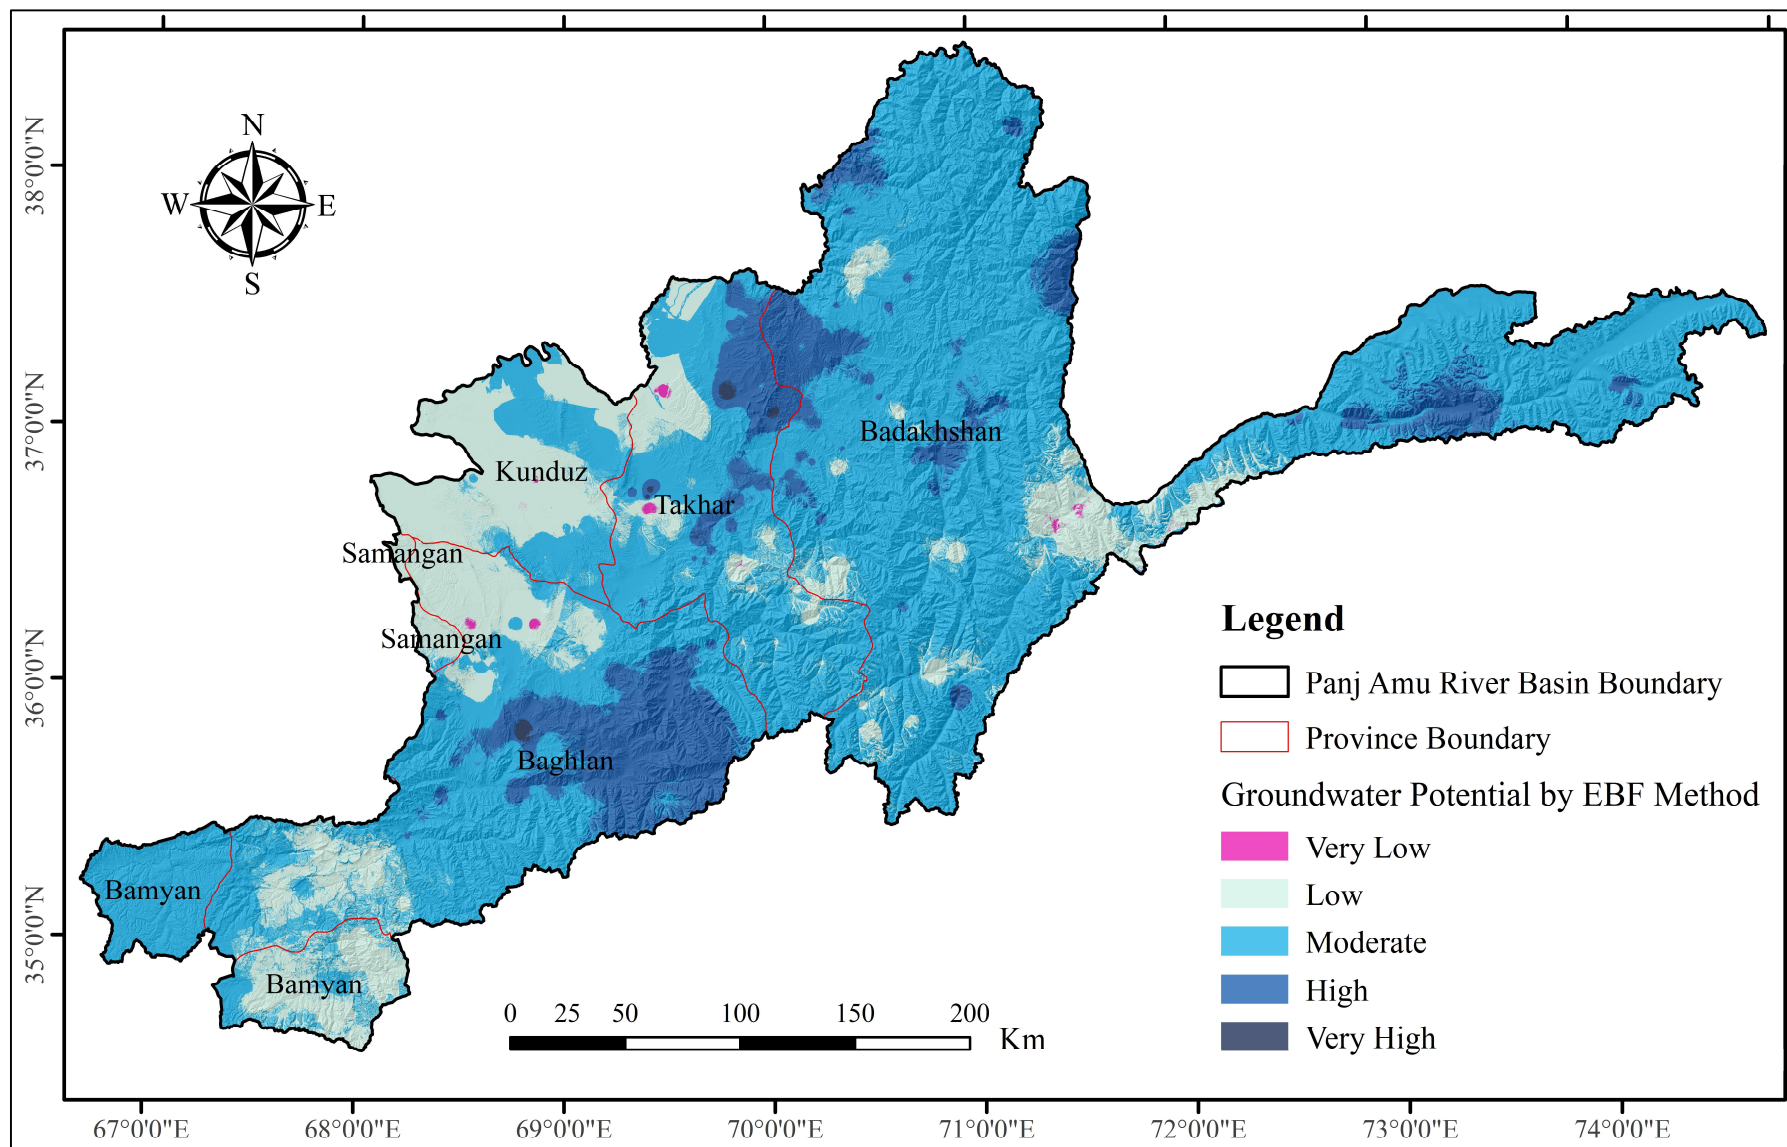 N
W
E
S
38°0'0"N
37°0'0"N
36°0'0"N
35°0'0"N
Kunduz
Takhar
Badakhshan
Samangan
Samangan
Baghlan
Bamyan
Bamyan
Legend
Panj Amu River Basin Boundary
Province Boundary
Groundwater Potential by EBF Method
Very Low
Low
Moderate
High
Very High
0 25 50 100 150 200
Km
67°0'0"E 68°0'0"E 69°0'0"E 70°0'0"E 71°0'0"E 72°0'0"E 73°0'0"E 74°0'0"E